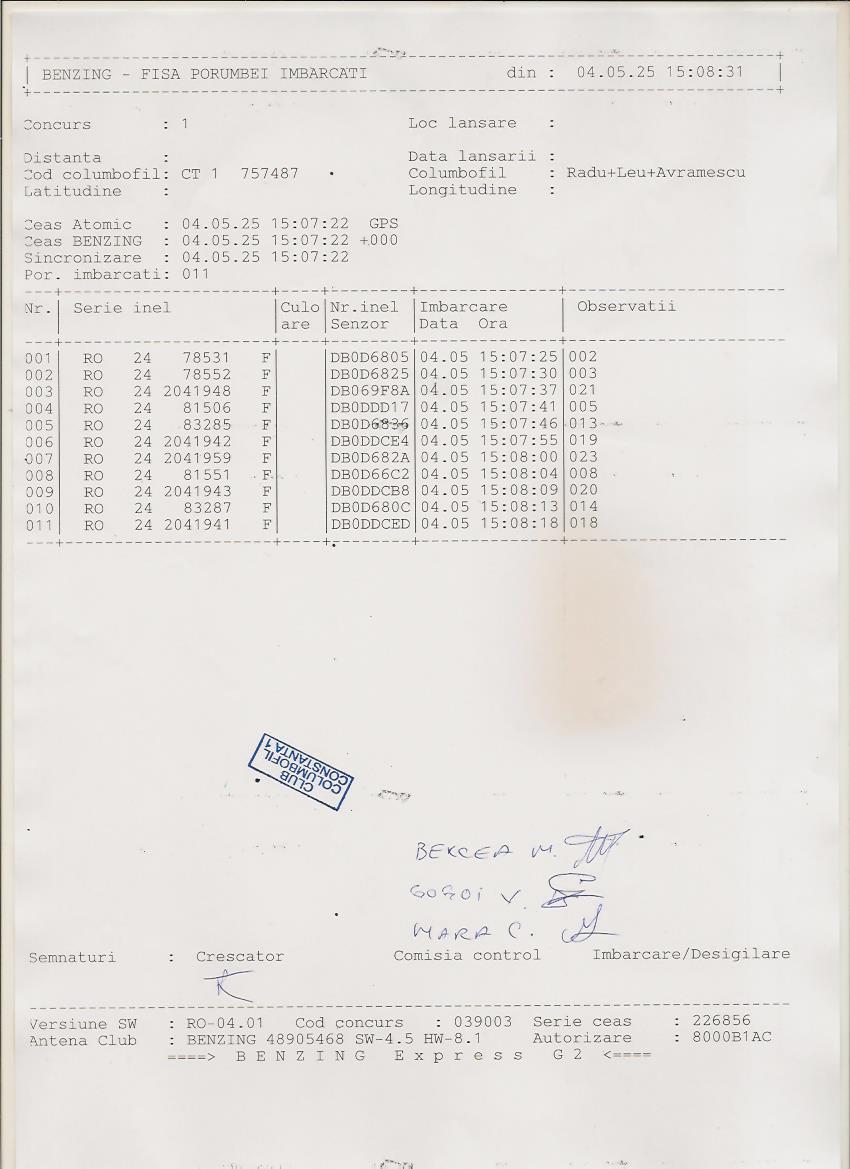 BENZING - FISA PORUMBEI IMBARCATI din : 04.05.25 15:08:31
Concurs : 1 Loc lansare :
Distanta : Data lansarii :
Cod columbofil: CT 1 757487 Columbofil : Radu+Leu+Avramescu
Latitudine : Longitudine :
Ceas Atomic : 04.05.25 15:07:22 GPS
Ceas BENZING : 04.05.25 15:07:22 +000
Sincronizare : 04.05.25 15:07:22
Por. imbarcati: 011
Nr. Serie inel Culo Nr.inel Imbarcare Observatii
are Senzor Data Ora
001 RO 24 78531 F DB0D6805 04.05 15:07:25 002
002 RO 24 78552 F DB0D6825 04.05 15:07:30 003
003 RO 24 2041948 F DB069F8A 04.05 15:07:37 021
004 RO 24 81506 F DB0DDD17 04.05 15:07:41 005
005 RO 24 83285 F DB0D6836 04.05 15:07:46 013
006 RO 24 2041942 F DB0DDCE4 04.05 15:07:55 019
007 RO 24 2041959 F DB0D682A 04.05 15:08:00 023
008 RO 24 81551 F DB0D66C2 04.05 15:08:04 008
009 RO 24 2041943 F DB0DDCB8 04.05 15:08:09 020
010 RO 24 83287 F DB0D680C 04.05 15:08:13 014
011 RO 24 2041941 F DB0DDCED 04.05 15:08:18 018
CLUB
COLUMBOFIL
CONSTANTA 1
BEKCEA M.
GOGOI V.
MARA C.
Semnaturi : Crescator Comisia control Imbarcare/Desigilare
Versiune SW : RO-04.01 Cod concurs : 039003 Serie ceas : 226856
Antena Club : BENZING 48905468 SW-4.5 HW-8.1 Autorizare : 8000B1AC
====> B E N Z I N G E x p r e s s G 2 <====